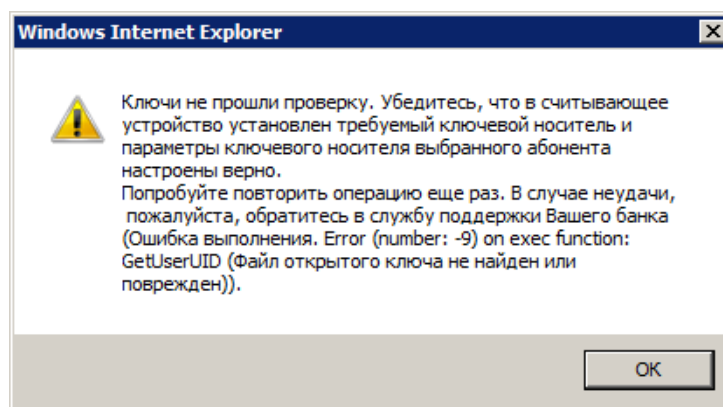 Windows Internet Explorer
Ключи не прошли проверку. Убедитесь, что в считывающее
устройство установлен требуемый ключевой носитель и
параметры ключевого носителя выбранного абонента
настроены верно.
Попробуйте повторить операцию еще раз. В случае неудачи,
пожалуйста, обратитесь в службу поддержки Вашего банка
(Ошибка выполнения. Error (number: -9) on exec function:
GetUserUID (Файл открытого ключа не найден или
поврежден)).
OK